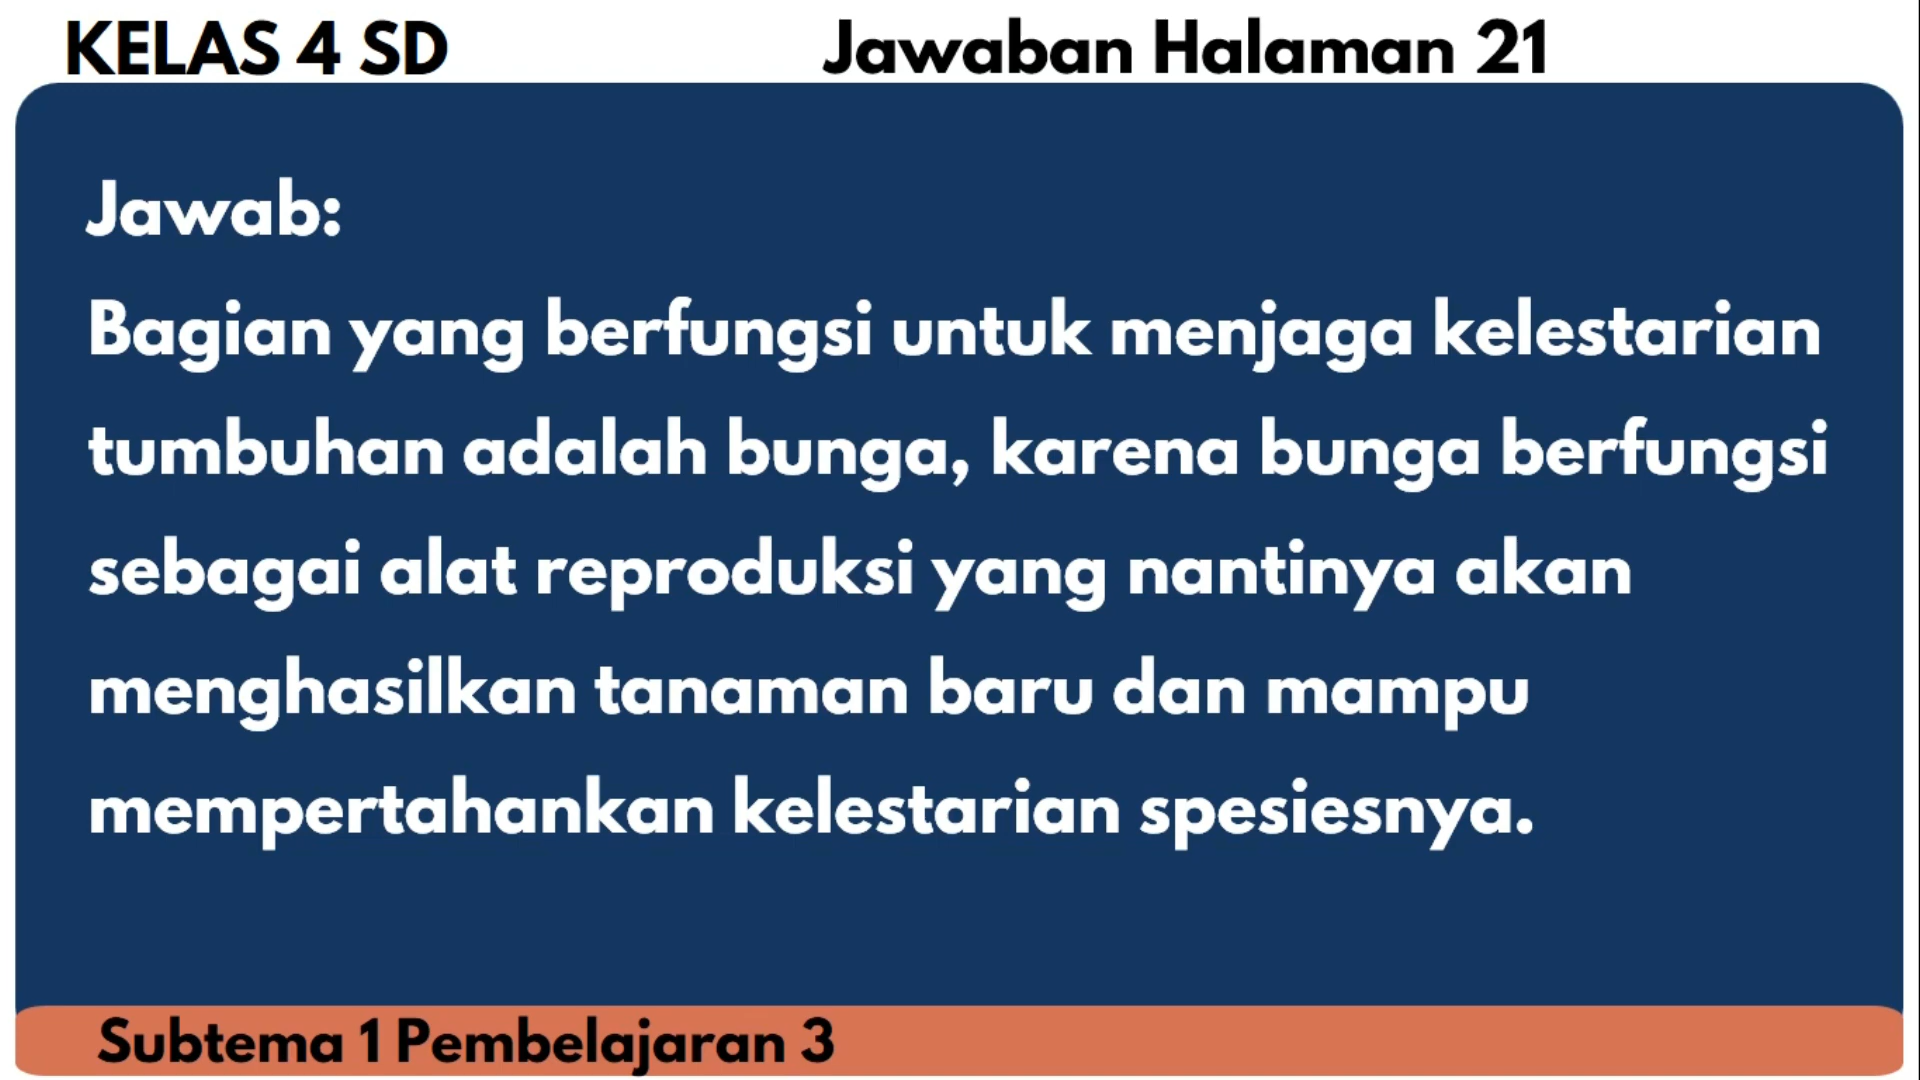 KELAS 4 SD
Jawaban Halaman 21
Jawab:
Bagian yang berfungsi untuk menjaga kelestarian
tumbuhan adalah bunga, karena bunga berfungsi
sebagai alat reproduksi yang nantinya akan
menghasilkan tanaman baru dan mampu
mempertahankan kelestarian spesiesnya.
Subtema 1 Pembelajaran 3